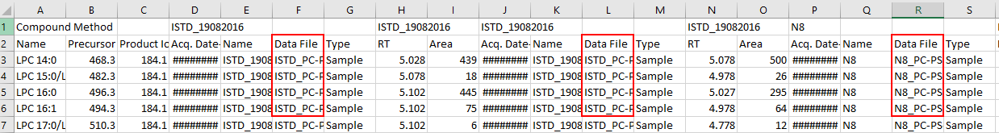 A B C D E F G H I J K L M N O P Q R S
1 Compound Method ISTD_19082016 ISTD_19082016 ISTD_19082016 ISTD_19082016 N8
2 Name Precursor Product Ic Acq. Date- Name Data File Type RT Area Acq. Date- Name Data File Type RT Area Acq. Date- Name Data File Type
3 LPC 14:0 468.3 184.1 ######## ISTD_1908 ISTD_PC-P Sample 5.028 439 ######## ISTD_1908 ISTD_PC-P Sample 5.078 500 ######## N8 N8_PC-PS Sample
4 LPC 15:0/L 482.3 184.1 ######## ISTD_1908 ISTD_PC-P Sample 5.078 18 ######## ISTD_1908 ISTD_PC-P Sample 4.978 26 ######## N8 N8_PC-PS Sample
5 LPC 16:0 496.3 184.1 ######## ISTD_1908 ISTD_PC-P Sample 5.102 445 ######## ISTD_1908 ISTD_PC-P Sample 5.027 295 ######## N8 N8_PC-PS Sample
6 LPC 16:1 494.3 184.1 ######## ISTD_1908 ISTD_PC-P Sample 5.102 75 ######## ISTD_1908 ISTD_PC-P Sample 4.978 64 ######## N8 N8_PC-PS Sample
7 LPC 17:0/L 510.3 184.1 ######## ISTD_1908 ISTD_PC-P Sample 5.102 6 ######## ISTD_1908 ISTD_PC-P Sample 4.778 12 ######## N8 N8_PC-PS Sample